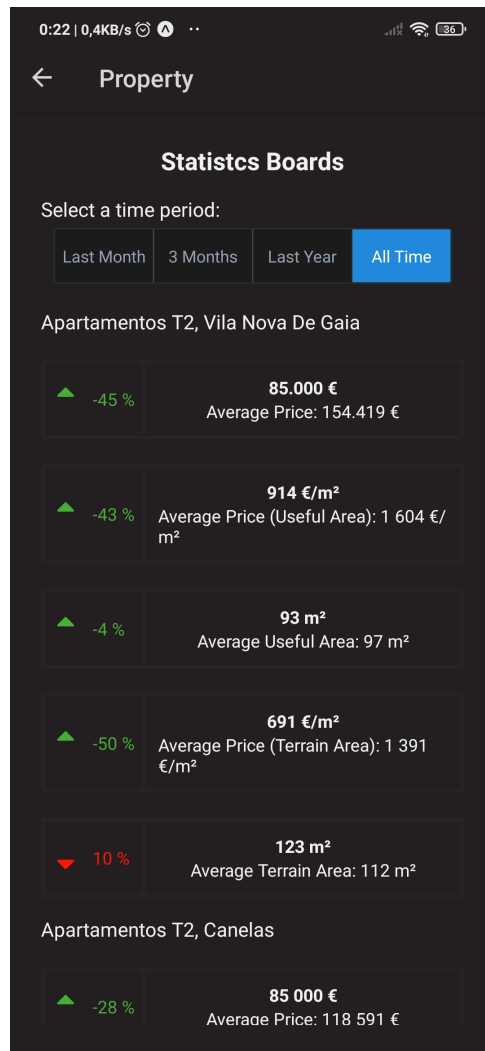 0:22 | 0,4KB/s
36
Property
Statistcs Boards
Select a time period:
Last Month 3 Months Last Year All Time
Apartamentos T2, Vila Nova De Gaia
-45 %
85.000 €
Average Price: 154.419 €
-43 %
914 €/m²
Average Price (Useful Area): 1 604 €/
m²
-4 %
93 m²
Average Useful Area: 97 m²
-50 %
691 €/m²
Average Price (Terrain Area): 1 391
€/m²
10 %
123 m²
Average Terrain Area: 112 m²
Apartamentos T2, Canelas
-28 %
85 000 €
Average Price: 118 591 €